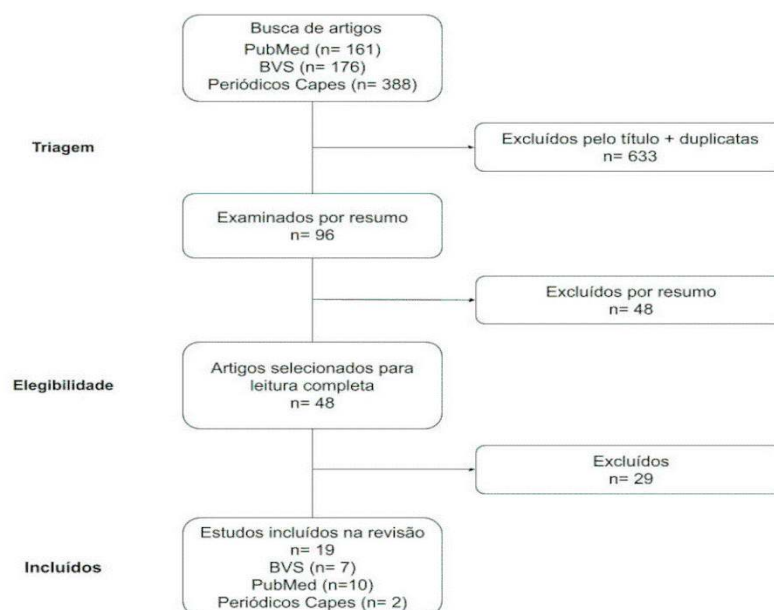 Busca de artigos
PubMed (n= 161)
BVS (n= 176)
Periódicos Capes (n= 388)
Triagem
Excluídos pelo título + duplicatas
n= 633
Examinados por resumo
n= 96
Excluídos por resumo
n= 48
Elegibilidade
Artigos selecionados para
leitura completa
n= 48
Excluídos
n= 29
Incluídos
Estudos incluídos na revisão
n= 19
BVS (n= 7)
PubMed (n=10)
Periódicos Capes (n= 2)